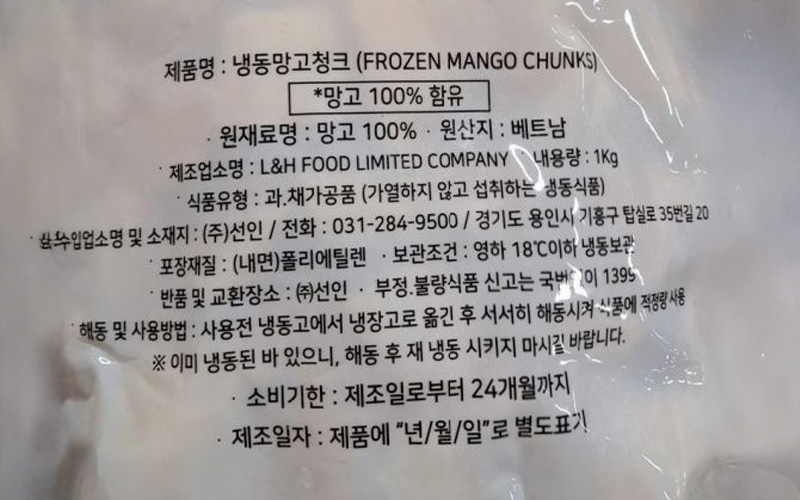 제품명 : 냉동망고청크 (FROZEN MANGO CHUNKS)
*망고 100% 함유
· 원재료명 : 망고 100% · 원산지 : 베트남
· 제조업소명 : L&H FOOD LIMITED COMPANY · 내용량 : 1Kg
· 식품유형 : 과.채가공품 (가열하지 않고 섭취하는 냉동식품)
· 수입업소명 및 소재지 : (주)선인 / 전화 : 031-284-9500 / 경기도 용인시 기흥구 탑실로 35번길 20
· 포장재질 : (내면)폴리에틸렌 · 보관조건 : 영하 18℃이하 냉동보관
· 반품 및 교환장소 : ㈜선인 · 부정.불량식품 신고는 국번없이 1399
· 해동 및 사용방법 : 사용전 냉동고에서 냉장고로 옮긴 후 서서히 해동시켜 식품에 적정량 사용
※ 이미 냉동된 바 있으니, 해동 후 재 냉동 시키지 마시길 바랍니다.
· 소비기한 : 제조일로부터 24개월까지
· 제조일자 : 제품에 “년/월/일”로 별도표기